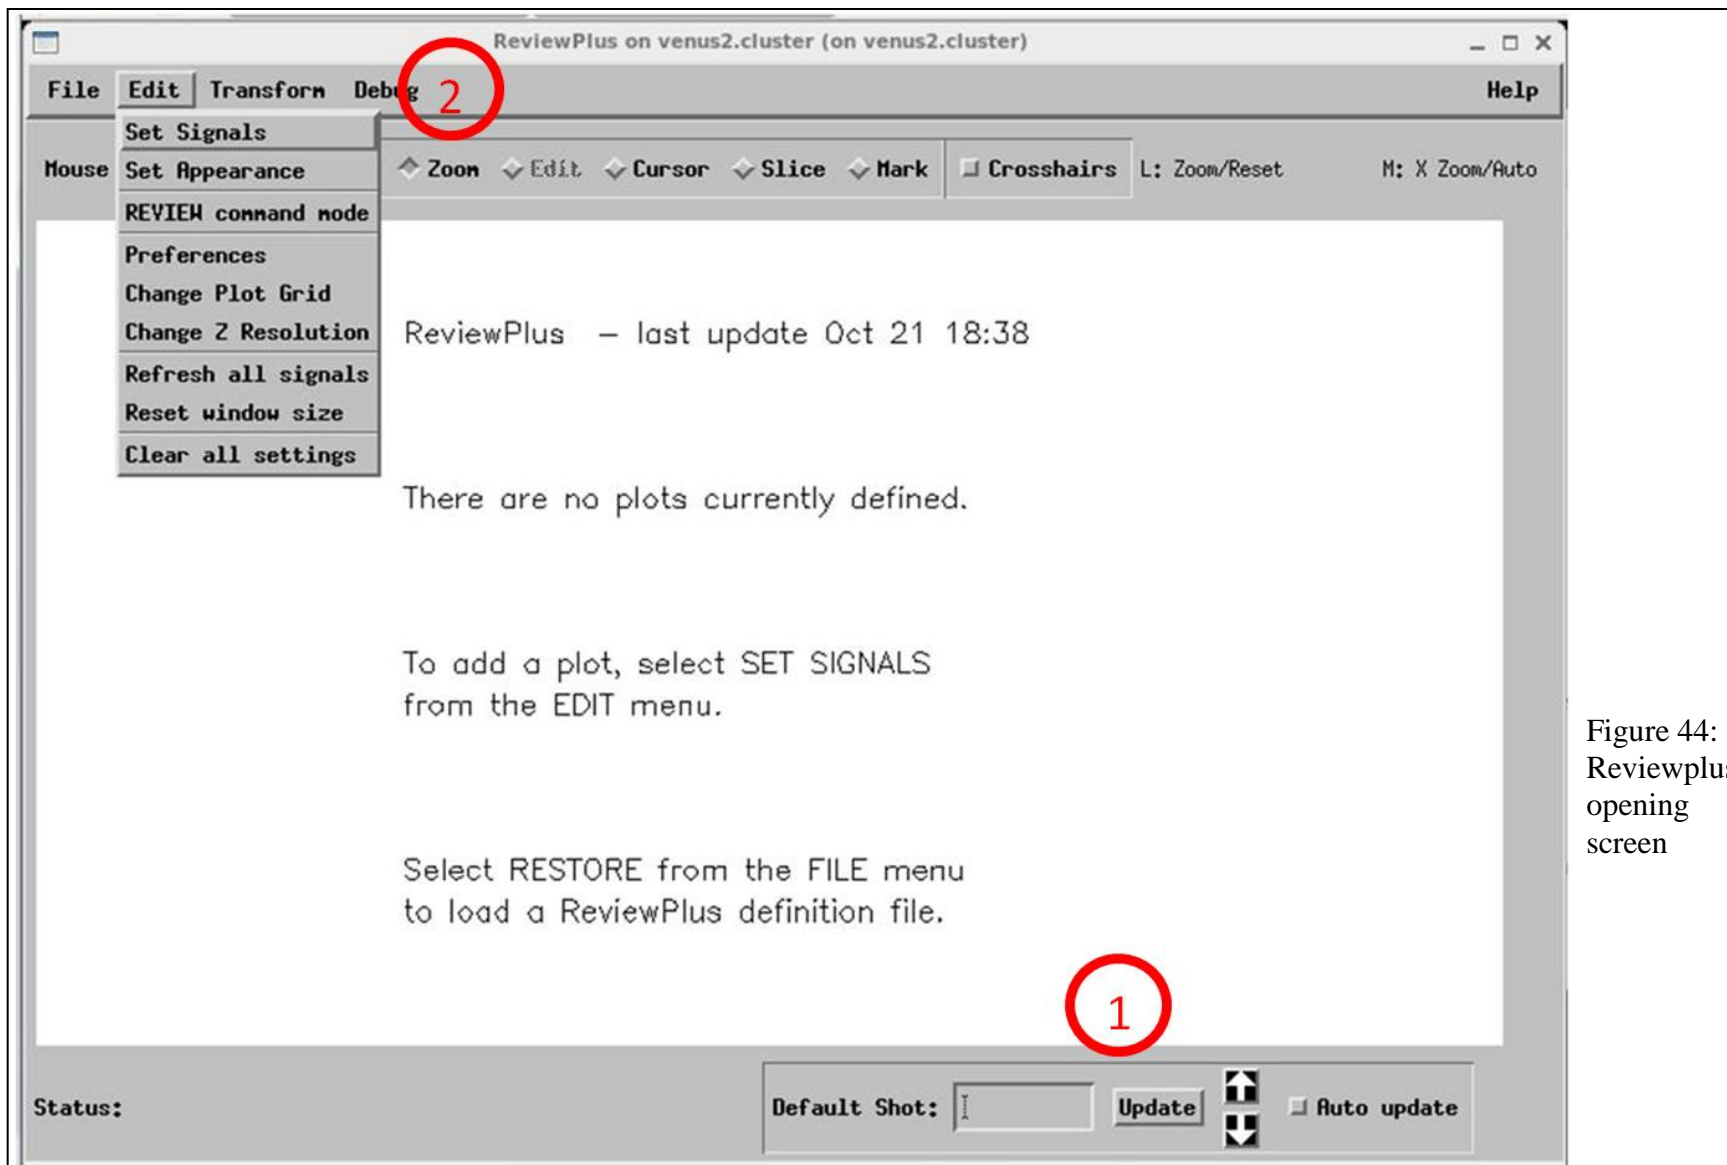 ReviewPlus on venus2.cluster (on venus2.cluster)
File Edit Transform Debug Help
2
Set Signals
Mouse
Set Appearance
Zoom Edit Cursor Slice Mark Crosshairs L: Zoom/Reset M: X Zoom/Auto
REVIEW command mode
Preferences
Change Plot Grid
Change Z Resolution
Refresh all signals
Reset window size
Clear all settings
ReviewPlus – last update Oct 21 18:38
There are no plots currently defined.
To add a plot, select SET SIGNALS
from the EDIT menu.
Select RESTORE from the FILE menu
to load a ReviewPlus definition file.
1
Status: Default Shot: Update Auto update
Figure 44:
Reviewplus
opening
screen